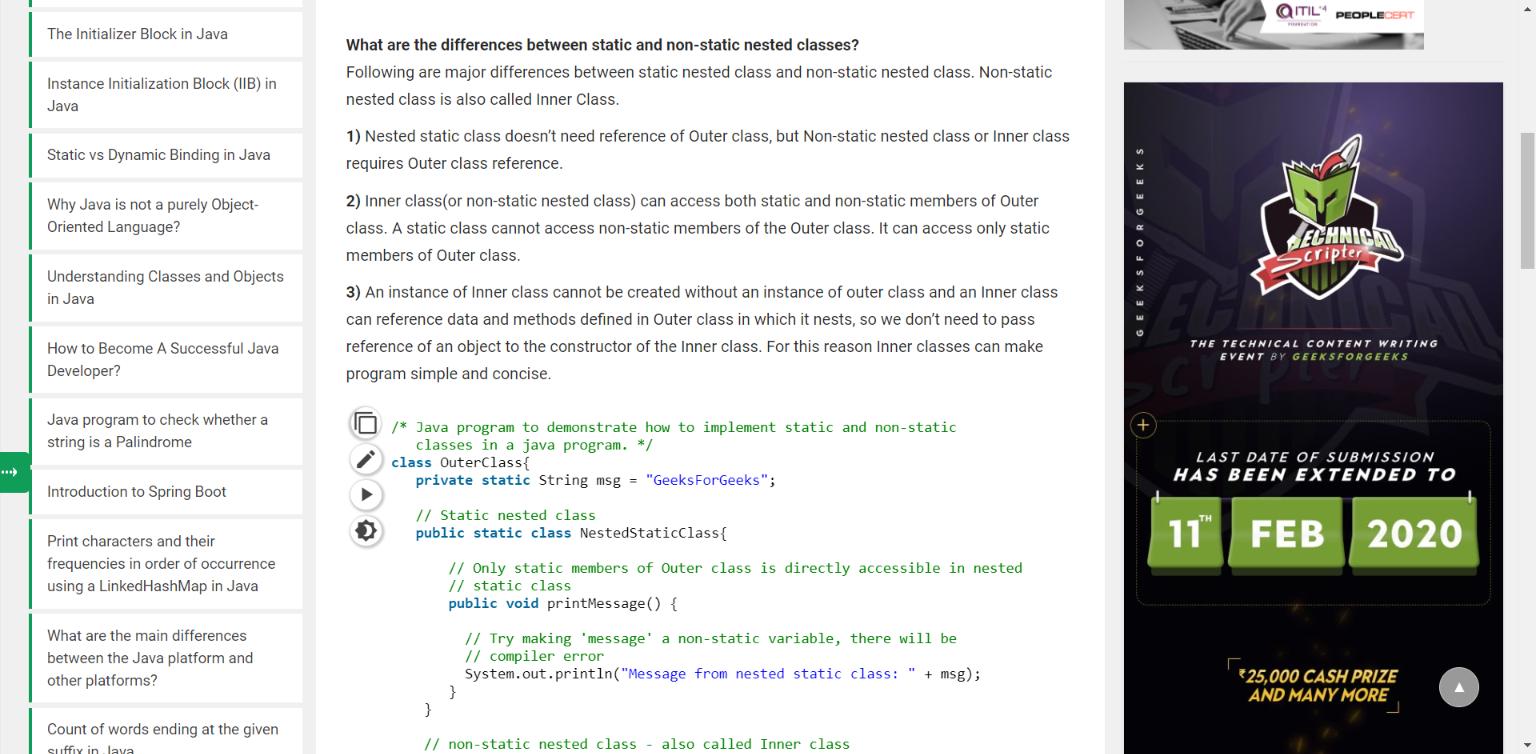 The Initializer Block in Java
Instance Initialization Block (IIB) in
Java
Static vs Dynamic Binding in Java
Why Java is not a purely Object-
Oriented Language?
Understanding Classes and Objects
in Java
How to Become A Successful Java
Developer?
Java program to check whether a
string is a Palindrome
Introduction to Spring Boot
Print characters and their
frequencies in order of occurrence
using a LinkedHashMap in Java
What are the main differences
between the Java platform and
other platforms?
Count of words ending at the given
suffix in Java
What are the differences between static and non-static nested classes?
Following are major differences between static nested class and non-static nested class. Non-static
nested class is also called Inner Class.
1) Nested static class doesn’t need reference of Outer class, but Non-static nested class or Inner class
requires Outer class reference.
2) Inner class(or non-static nested class) can access both static and non-static members of Outer
class. A static class cannot access non-static members of the Outer class. It can access only static
members of Outer class.
3) An instance of Inner class cannot be created without an instance of outer class and an Inner class
can reference data and methods defined in Outer class in which it nests, so we don’t need to pass
reference of an object to the constructor of the Inner class. For this reason Inner classes can make
program simple and concise.
/* Java program to demonstrate how to implement static and non-static
classes in a java program. */
class OuterClass{
private static String msg = "GeeksForGeeks";
// Static nested class
public static class NestedStaticClass{
// Only static members of Outer class is directly accessible in nested
// static class
public void printMessage() {
// Try making 'message' a non-static variable, there will be
// compiler error
System.out.println("Message from nested static class: " + msg);
}
}
// non-static nested class - also called Inner class
ITIL 4
FOUNDATION
PEOPLECERT
GEEKSFORGEEKS
TECHNICAL
Scripter
THE TECHNICAL CONTENT WRITING
EVENT BY GEEKSFORGEEKS
LAST DATE OF SUBMISSION
HAS BEEN EXTENDED TO
11TH FEB 2020
₹25,000 CASH PRIZE
AND MANY MORE